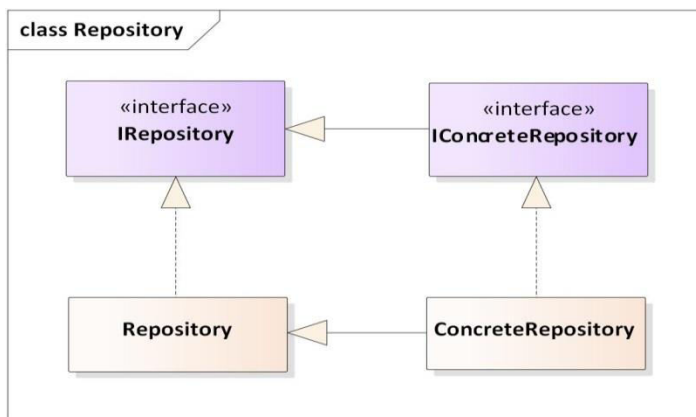 class Repository
«interface»
IRepository
«interface»
IConcreteRepository
Repository
ConcreteRepository